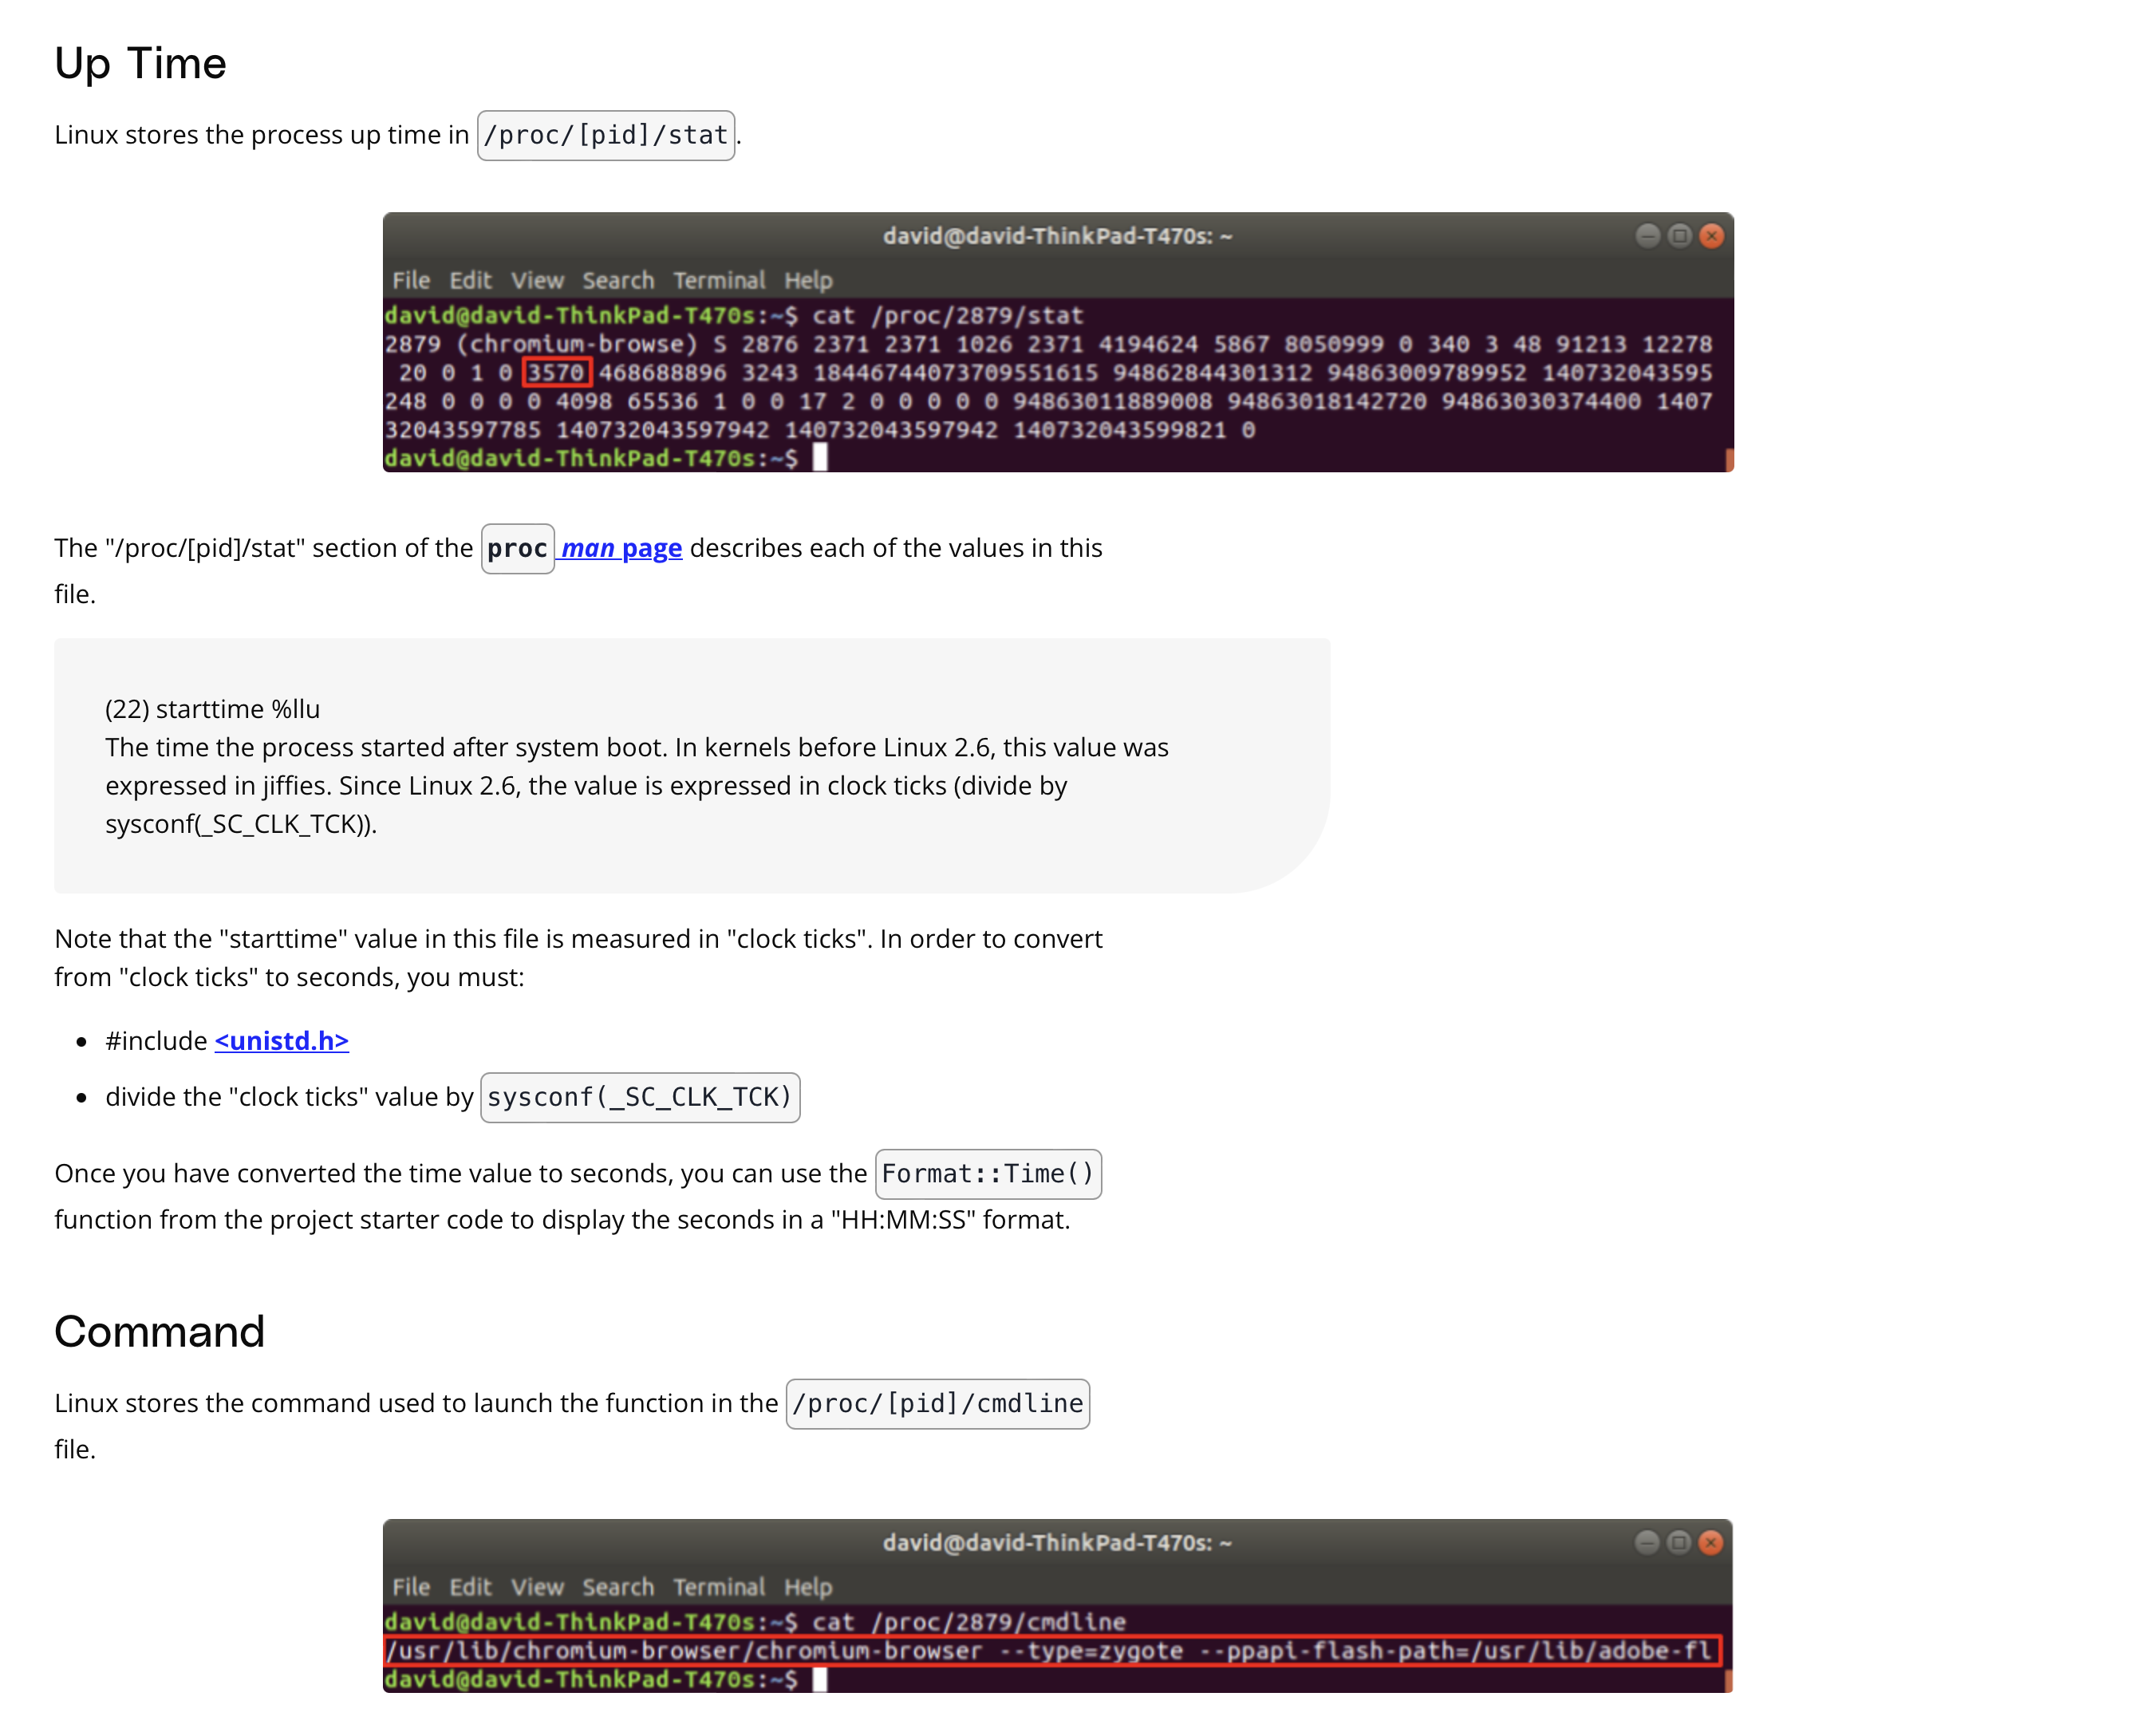 Up Time
Linux stores the process up time in /proc/[pid]/stat.
david@david-ThinkPad-T470s: ~
File Edit View Search Terminal Help
david@david-ThinkPad-T470s:~$ cat /proc/2879/stat
2879 (chromium-browse) S 2876 2371 2371 1026 2371 4194624 5867 8050999 0 340 3 48 91213 12278
20 0 1 0 3570 468688896 3243 18446744073709551615 94862844301312 94863009789952 140732043595
248 0 0 0 0 4098 65536 1 0 0 17 2 0 0 0 0 0 94863011889008 94863018142720 94863030374400 1407
32043597785 140732043597942 140732043597942 140732043599821 0
david@david-ThinkPad-T470s:~$
The "/proc/[pid]/stat" section of the proc man page describes each of the values in this
file.
(22) starttime %llu
The time the process started after system boot. In kernels before Linux 2.6, this value was
expressed in jiffies. Since Linux 2.6, the value is expressed in clock ticks (divide by
sysconf(_SC_CLK_TCK)).
Note that the "starttime" value in this file is measured in "clock ticks". In order to convert
from "clock ticks" to seconds, you must:
• #include <unistd.h>
• divide the "clock ticks" value by sysconf(_SC_CLK_TCK)
Once you have converted the time value to seconds, you can use the Format::Time()
function from the project starter code to display the seconds in a "HH:MM:SS" format.
Command
Linux stores the command used to launch the function in the /proc/[pid]/cmdline
file.
david@david-ThinkPad-T470s: ~
File Edit View Search Terminal Help
david@david-ThinkPad-T470s:~$ cat /proc/2879/cmdline
/usr/lib/chromium-browser/chromium-browser --type=zygote --ppapi-flash-path=/usr/lib/adobe-fl
david@david-ThinkPad-T470s:~$